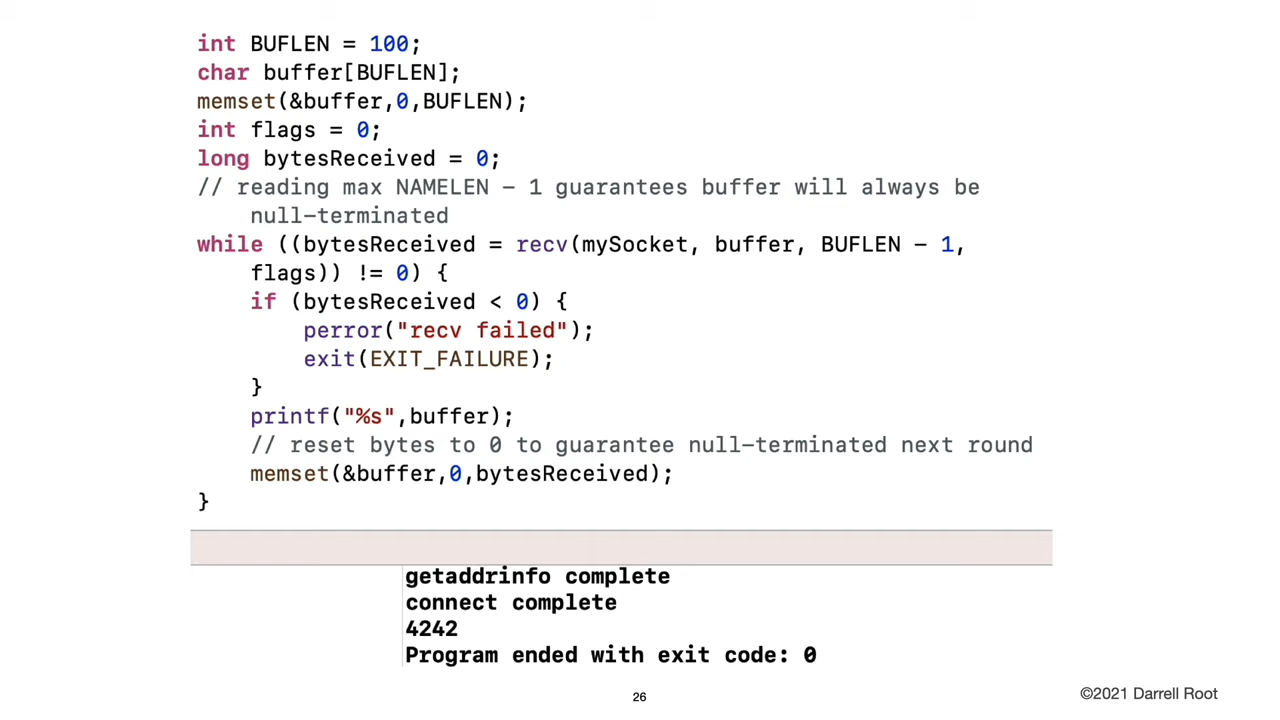 int BUFLEN = 100;
char buffer[BUFLEN];
memset(&buffer,0,BUFLEN);
int flags = 0;
long bytesReceived = 0;
// reading max NAMELEN - 1 guarantees buffer will always be
null-terminated
while ((bytesReceived = recv(mySocket, buffer, BUFLEN - 1,
flags)) != 0) {
if (bytesReceived < 0) {
perror("recv failed");
exit(EXIT_FAILURE);
}
printf("%s",buffer);
// reset bytes to 0 to guarantee null-terminated next round
memset(&buffer,0,bytesReceived);
}
getaddrinfo complete
connect complete
4242
Program ended with exit code: 0
26
©2021 Darrell Root